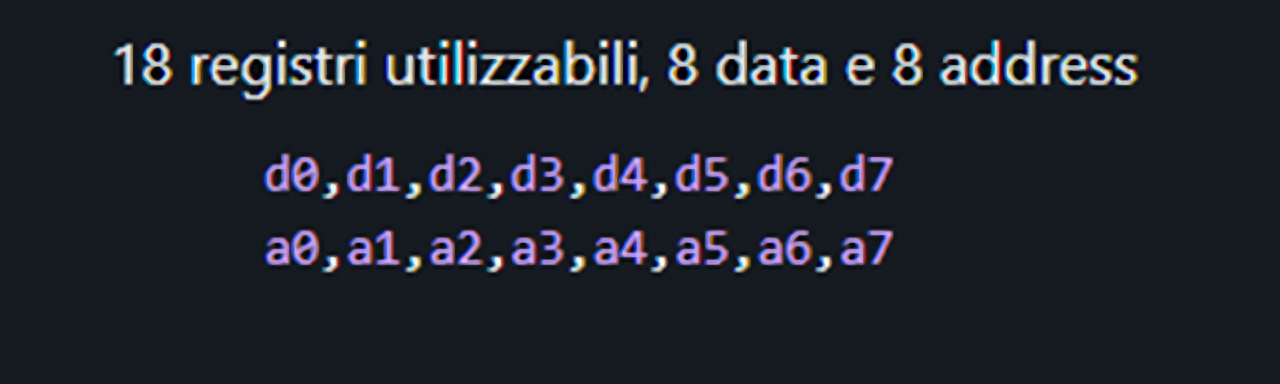 18 registri utilizzabili, 8 data e 8 address
d0,d1,d2,d3,d4,d5,d6,d7
a0,a1,a2,a3,a4,a5,a6,a7